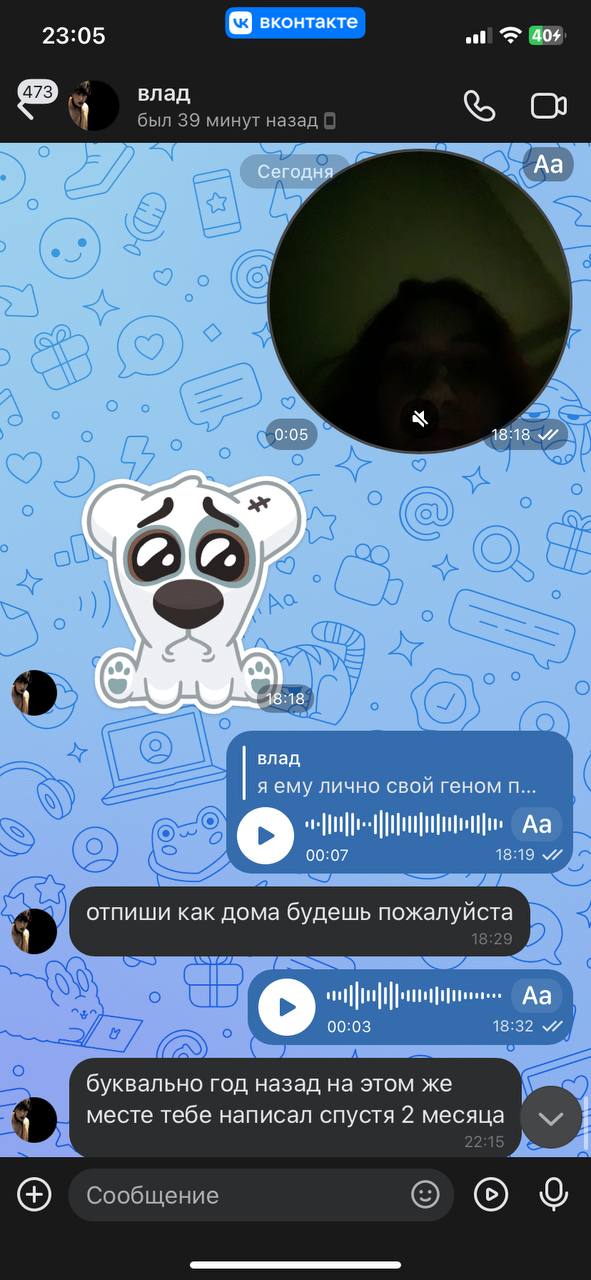 23:05
вконтакте
40
473
влад
был 39 минут назад
Сегодня
Aa
0:05
18:18
18:18
влад
я ему лично свой геном п...
Aa
00:07
18:19
отпиши как дома будешь пожалуйста
18:29
Aa
00:03
18:32
буквально год назад на этом же
месте тебе написал спустя 2 месяца
22:15
Сообщение